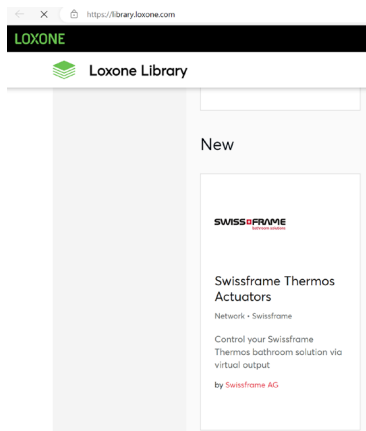 https://library.loxone.com
LOXONE
Loxone Library
New
SWISSFRAME
bathroom solutions
Swissframe Thermos
Actuators
Network • Swissframe
Control your Swissframe
Thermos bathroom solution via
virtual output
by Swissframe AG